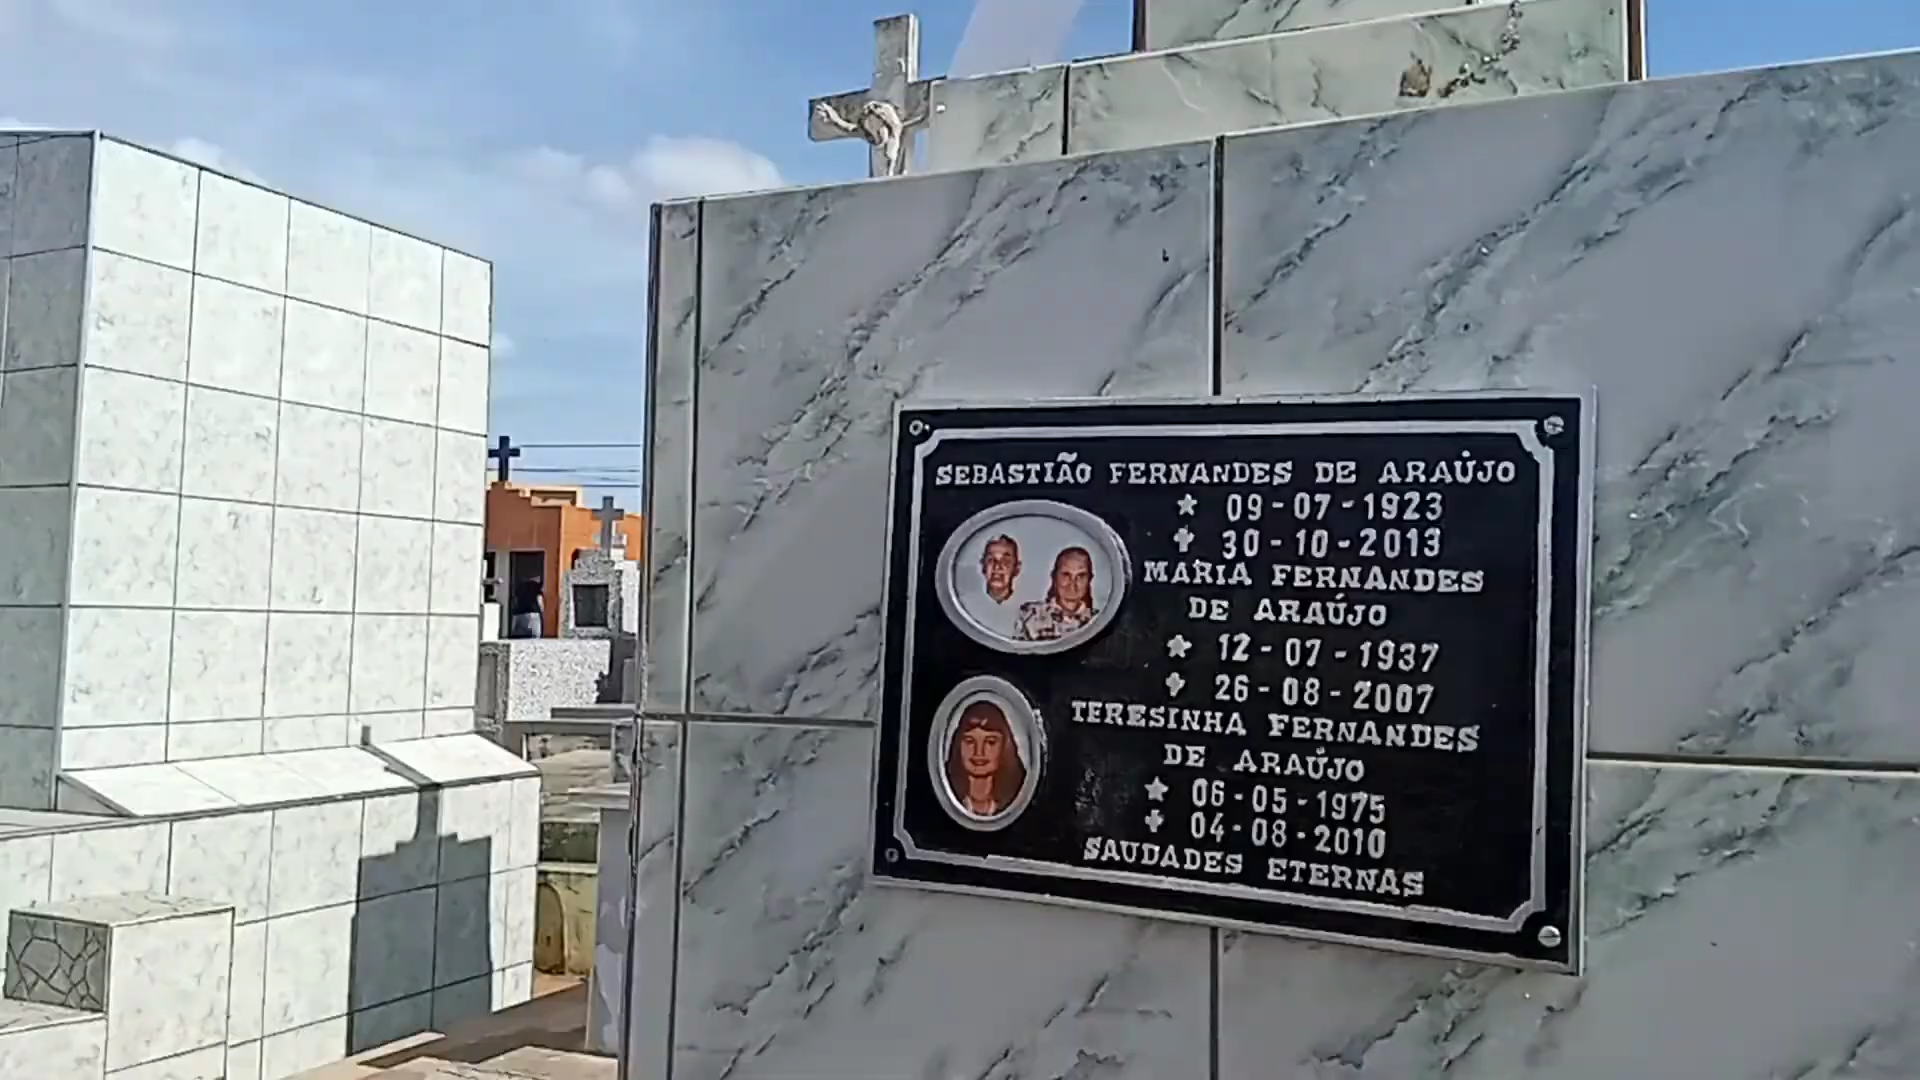 SEBASTIÃO FERNANDES DE ARAÚJO
★ 09-07-1923
✝ 30-10-2013
MARIA FERNANDES
DE ARAÚJO
★ 12-07-1937
✝ 26-08-2007
TERESINHA FERNANDES
DE ARAÚJO
★ 06-05-1975
✝ 04-08-2010
SAUDADES ETERNAS